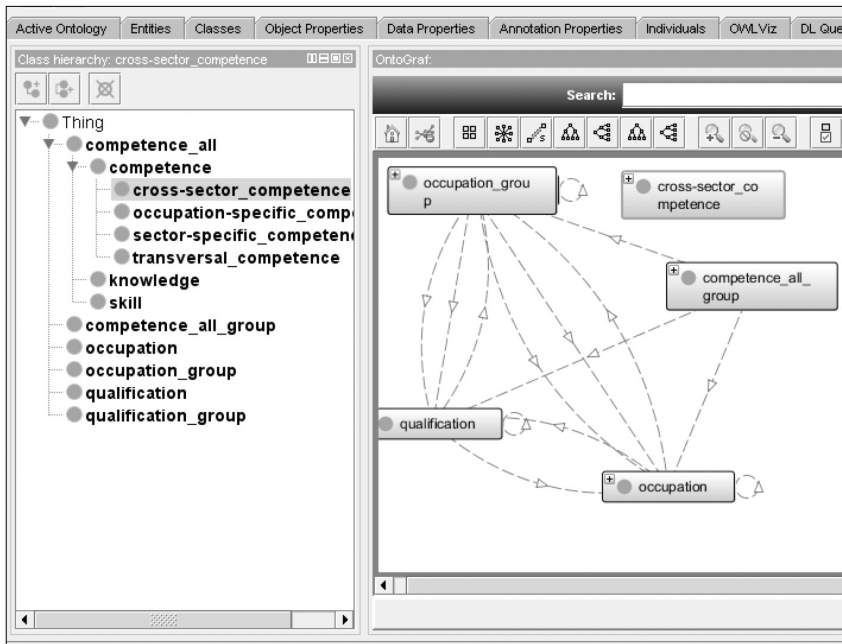 Active Ontology Entities Classes Object Properties Data Properties Annotation Properties Individuals OWLViz DL Que
Class hierarchy: cross-sector_competence
Thing
competence_all
competence
cross-sector_competence
occupation-specific_comp
sector-specific_competen
transversal_competence
knowledge
skill
competence_all_group
occupation
occupation_group
qualification
qualification_group
OntoGraf:
Search:
occupation_grou
p
cross-sector_co
mpetence
competence_all_
group
qualification
occupation